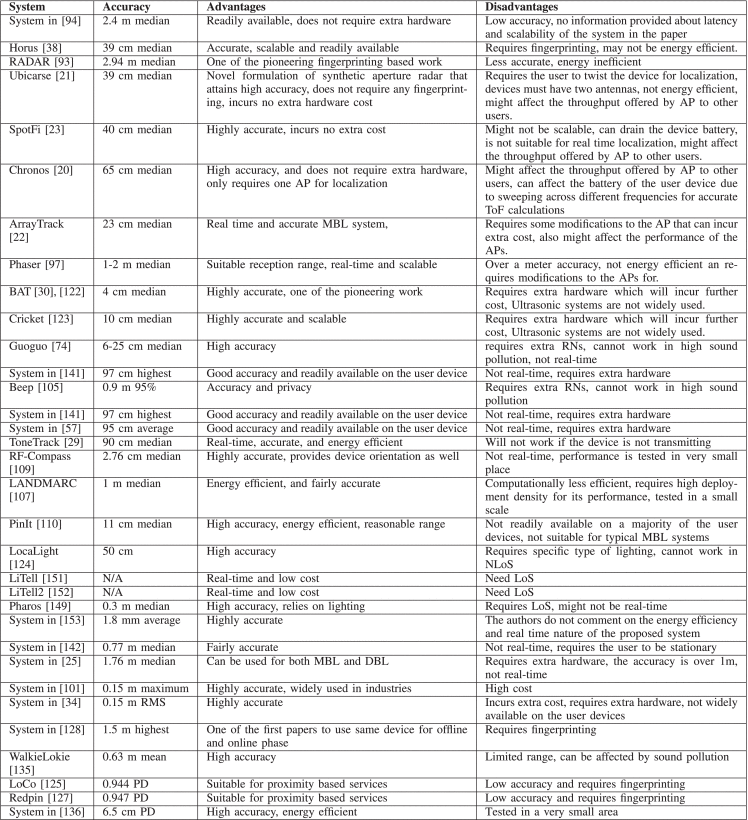 System Accuracy Advantages Disadvantages
System in [94] 2.4 m median Readily available, does not require extra hardware Low accuracy, no information provided about latency
and scalability of the system in the paper
Horus [38] 39 cm median Accurate, scalable and readily available Requires fingerprinting, may not be energy efficient.
RADAR [93] 2.94 m median One of the pioneering fingerprinting based work Less accurate, energy inefficient
Ubicarse [21] 39 cm median Novel formulation of synthetic aperture radar that Requires the user to twist the device for localization,
attains high accuracy, does not require any fingerprint- devices must have two antennas, not energy efficient,
ing, incurs no extra hardware cost might affect the throughput offered by AP to other
users.
SpotFi [23] 40 cm median Highly accurate, incurs no extra cost Might not be scalable, can drain the device battery,
is not suitable for real time localization, might affect
the throughput offered by AP to other users.
Chronos [20] 65 cm median High accuracy, and does not require extra hardware, Might affect the throughput offered by AP to other
only requires one AP for localization users, can affect the battery of the user device due
to sweeping across different frequencies for accurate
ToF calculations
ArrayTrack 23 cm median Real time and accurate MBL system, Requires some modifications to the AP that can incur
[22] extra cost, also might affect the performance of the
APs.
Phaser [97] 1-2 m median Suitable reception range, real-time and scalable Over a meter accuracy, not energy efficient an re-
quires modifications to the APs for.
BAT [30], [122] 4 cm median Highly accurate, one of the pioneering work Requires extra hardware which will incur further
cost, Ultrasonic systems are not widely used.
Cricket [123] 10 cm median Highly accurate and scalable Requires extra hardware which will incur further
cost, Ultrasonic systems are not widely used.
Guoguo [74] 6-25 cm median High accuracy requires extra RNs, cannot work in high sound
pollution, not real-time
System in [141] 97 cm highest Good accuracy and readily available on the user device Not real-time, requires extra hardware
Beep [105] 0.9 m 95% Accuracy and privacy Requires extra RNs, cannot work in high sound
pollution
System in [141] 97 cm highest Good accuracy and readily available on the user device Not real-time, requires extra hardware
System in [57] 95 cm average Good accuracy and readily available on the user device Not real-time, requires extra hardware
ToneTrack [29] 90 cm median Real-time, accurate, and energy efficient Will not work if the device is not transmitting
RF-Compass 2.76 cm median Highly accurate, provides device orientation as well Not real-time, performance is tested in very small
[109] place
LANDMARC 1 m median Energy efficient, and fairly accurate Computationally less efficient, requires high deploy-
[107] ment density for its performance, tested in a small
scale
PinIt [110] 11 cm median High accuracy, energy efficient, reasonable range Not readily available on a majority of the user
devices, not suitable for typical MBL systems
LocaLight 50 cm High accuracy Requires specific type of lighting, cannot work in
[124] NLoS
LiTell [151] N/A Real-time and low cost Need LoS
LiTell2 [152] N/A Real-time and low cost Need LoS
Pharos [149] 0.3 m median High accuracy, relies on lighting Requires LoS, might not be real-time
System in [153] 1.8 mm average Highly accurate The authors do not comment on the energy efficiency
and real time nature of the proposed system
System in [142] 0.77 m median Fairly accurate Not real-time, requires the user to be stationary
System in [25] 1.76 m median Can be used for both MBL and DBL Requires extra hardware, the accuracy is over 1m,
not real-time
System in [101] 0.15 m maximum Highly accurate, widely used in industries High cost
System in [34] 0.15 m RMS Highly accurate Incurs extra cost, requires extra hardware, not widely
available on the user devices
System in [128] 1.5 m highest One of the first papers to use same device for offline Requires fingerprinting
and online phase
WalkieLokie 0.63 m mean High accuracy Limited range, can be affected by sound pollution
[135]
LoCo [125] 0.944 PD Suitable for proximity based services Low accuracy and requires fingerprinting
Redpin [127] 0.947 PD Suitable for proximity based services Low accuracy and requires fingerprinting
System in [136] 6.5 cm PD High accuracy, energy efficient Tested in a very small area